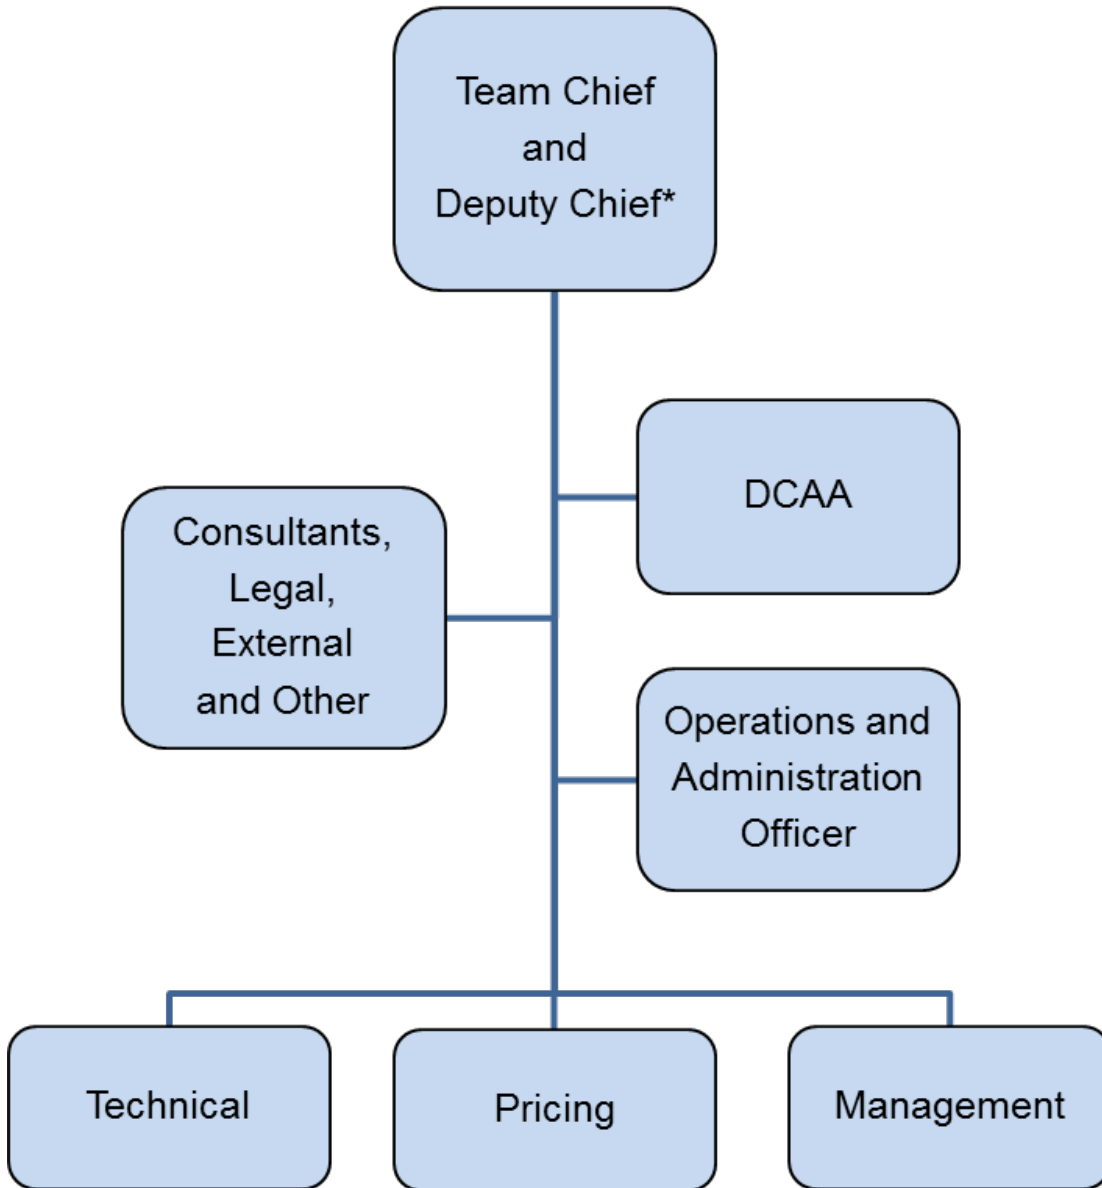 Team Chief
and
Deputy Chief*
DCAA
Consultants,
Legal,
External
and Other
Operations and
Administration
Officer
Technical
Pricing
Management